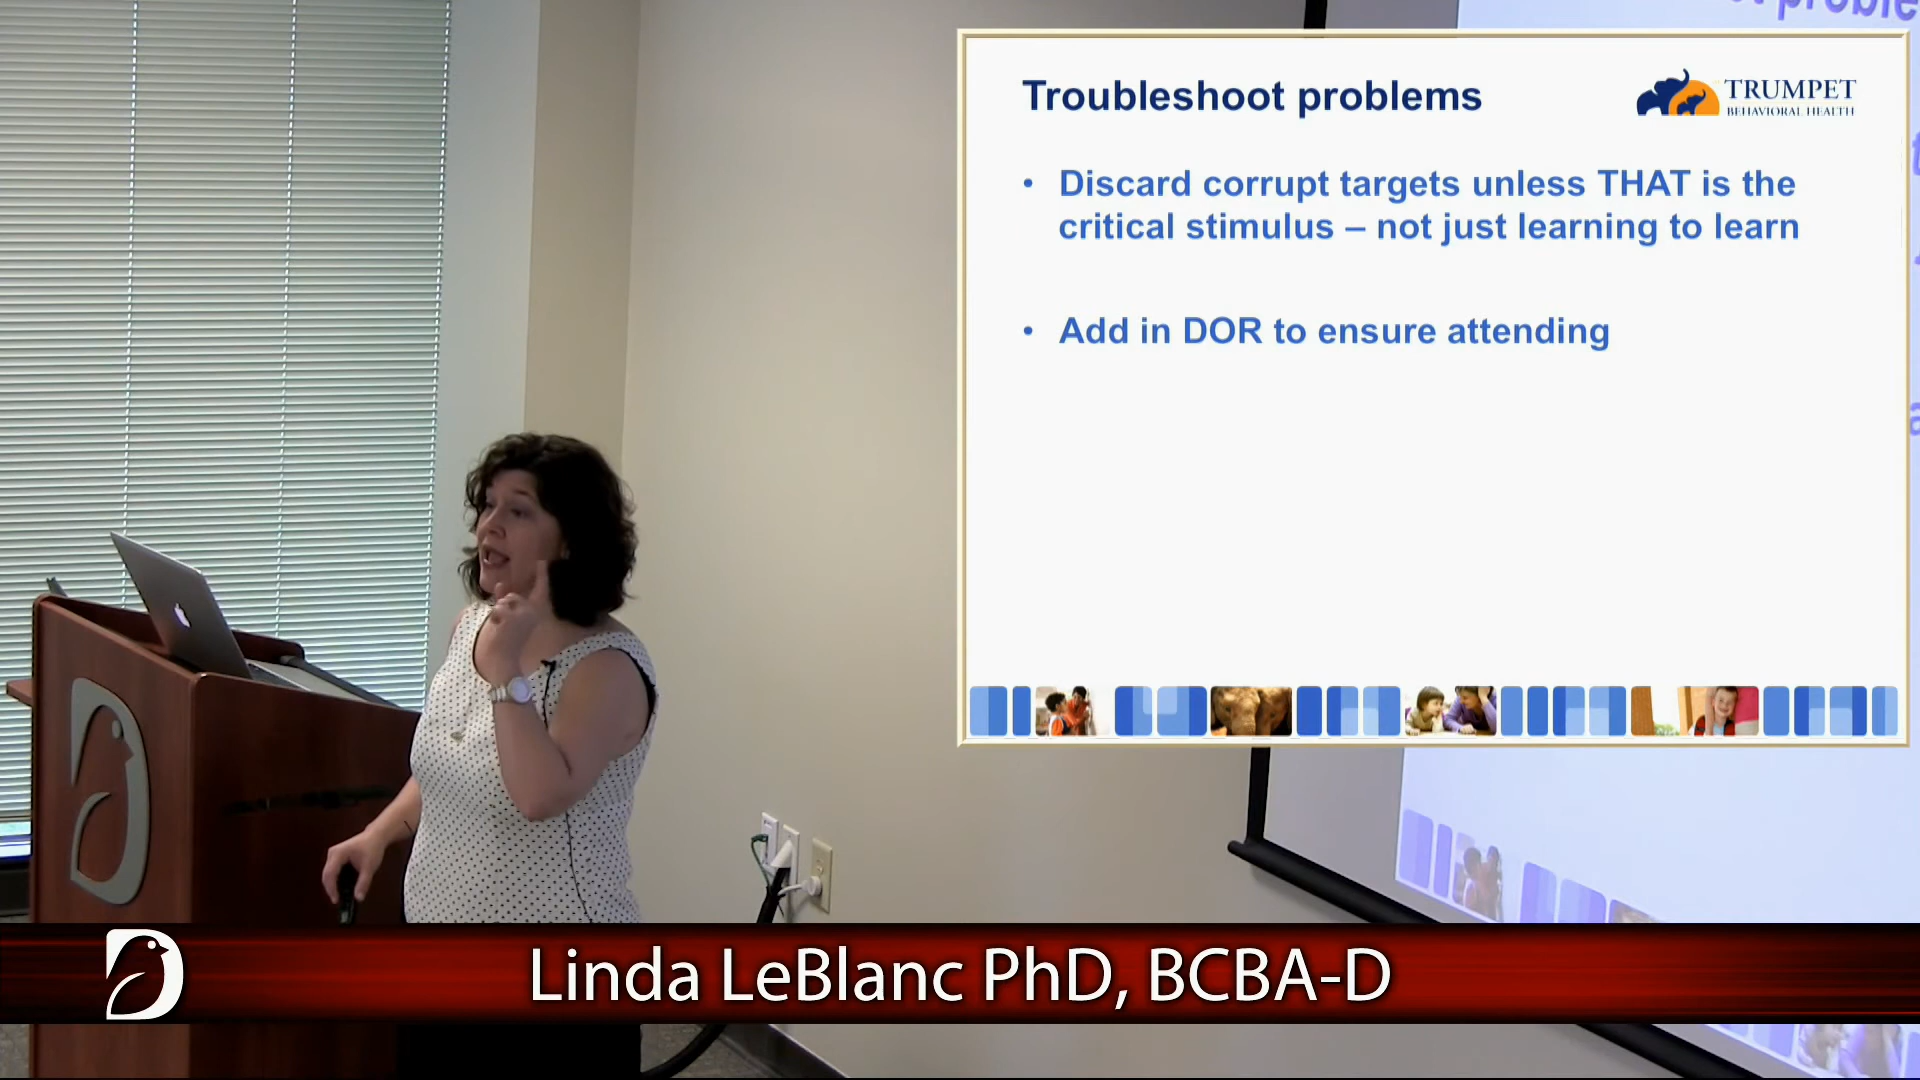 Troubleshoot problems
TRUMPET
BEHAVIORAL HEALTH
• Discard corrupt targets unless THAT is the
critical stimulus – not just learning to learn
• Add in DOR to ensure attending
Linda LeBlanc PhD, BCBA-D